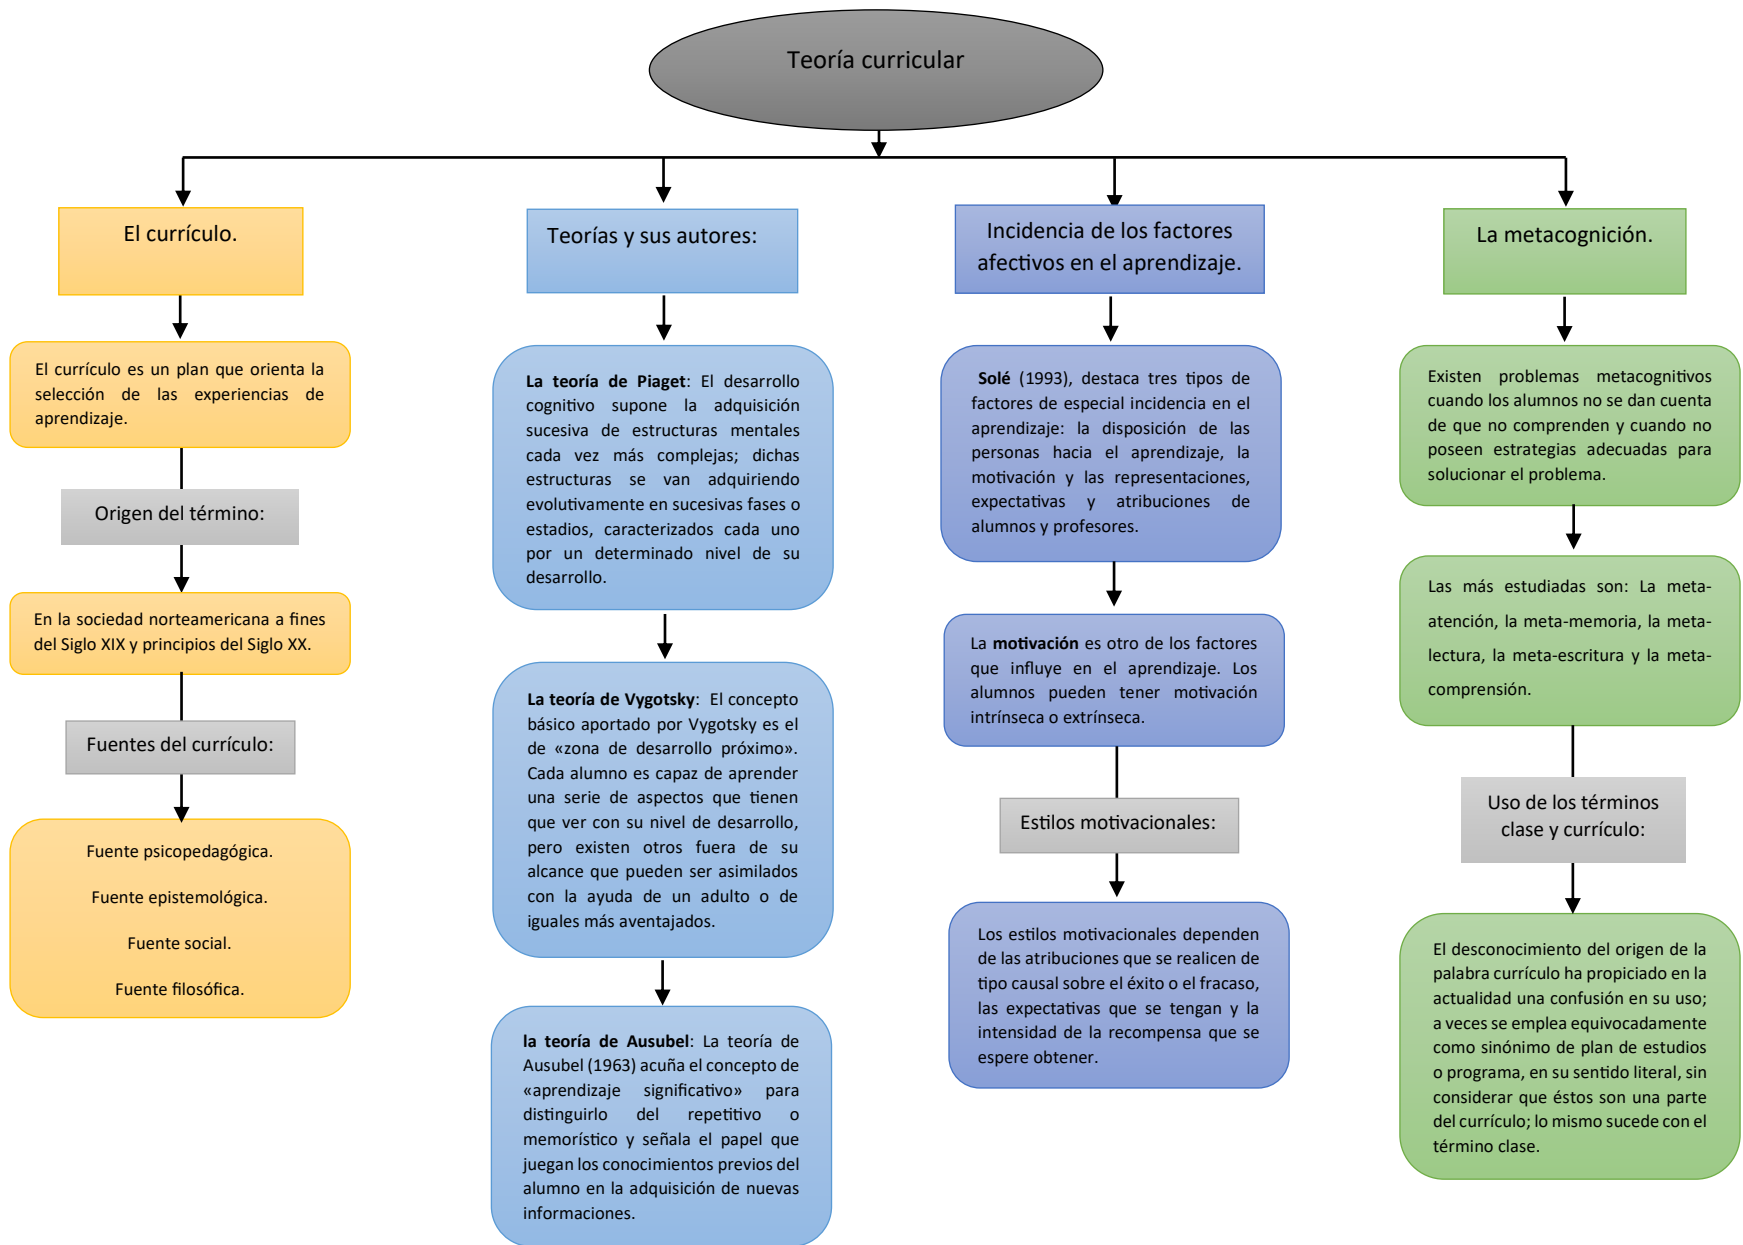 Teoría curricular
El currículo.
El currículo es un plan que orienta la
selección de las experiencias de
aprendizaje.
Origen del término:
En la sociedad norteamericana a fines
del Siglo XIX y principios del Siglo XX.
Fuentes del currículo:
Fuente psicopedagógica.
Fuente epistemológica.
Fuente social.
Fuente filosófica.
Teorías y sus autores:
La teoría de Piaget: El desarrollo
cognitivo supone la adquisición
sucesiva de estructuras mentales
cada vez más complejas; dichas
estructuras se van adquiriendo
evolutivamente en sucesivas fases o
estadios, caracterizados cada uno
por un determinado nivel de su
desarrollo.
La teoría de Vygotsky: El concepto
básico aportado por Vygotsky es el
de «zona de desarrollo próximo».
Cada alumno es capaz de aprender
una serie de aspectos que tienen
que ver con su nivel de desarrollo,
pero existen otros fuera de su
alcance que pueden ser asimilados
con la ayuda de un adulto o de
iguales más aventajados.
la teoría de Ausubel: La teoría de
Ausubel (1963) acuña el concepto de
«aprendizaje significativo» para
distinguirlo del repetitivo o
memorístico y señala el papel que
juegan los conocimientos previos del
alumno en la adquisición de nuevas
informaciones.
Incidencia de los factores
afectivos en el aprendizaje.
Solé (1993), destaca tres tipos de
factores de especial incidencia en el
aprendizaje: la disposición de las
personas hacia el aprendizaje, la
motivación y las representaciones,
expectativas y atribuciones de
alumnos y profesores.
La motivación es otro de los factores
que influye en el aprendizaje. Los
alumnos pueden tener motivación
intrínseca o extrínseca.
Estilos motivacionales:
Los estilos motivacionales dependen
de las atribuciones que se realicen de
tipo causal sobre el éxito o el fracaso,
las expectativas que se tengan y la
intensidad de la recompensa que se
espere obtener.
La metacognición.
Existen problemas metacognitivos
cuando los alumnos no se dan cuenta
de que no comprenden y cuando no
poseen estrategias adecuadas para
solucionar el problema.
Las más estudiadas son: La meta-
atención, la meta-memoria, la meta-
lectura, la meta-escritura y la meta-
comprensión.
Uso de los términos
clase y currículo:
El desconocimiento del origen de la
palabra currículo ha propiciado en la
actualidad una confusión en su uso;
a veces se emplea equivocadamente
como sinónimo de plan de estudios
o programa, en su sentido literal, sin
considerar que éstos son una parte
del currículo; lo mismo sucede con el
término clase.